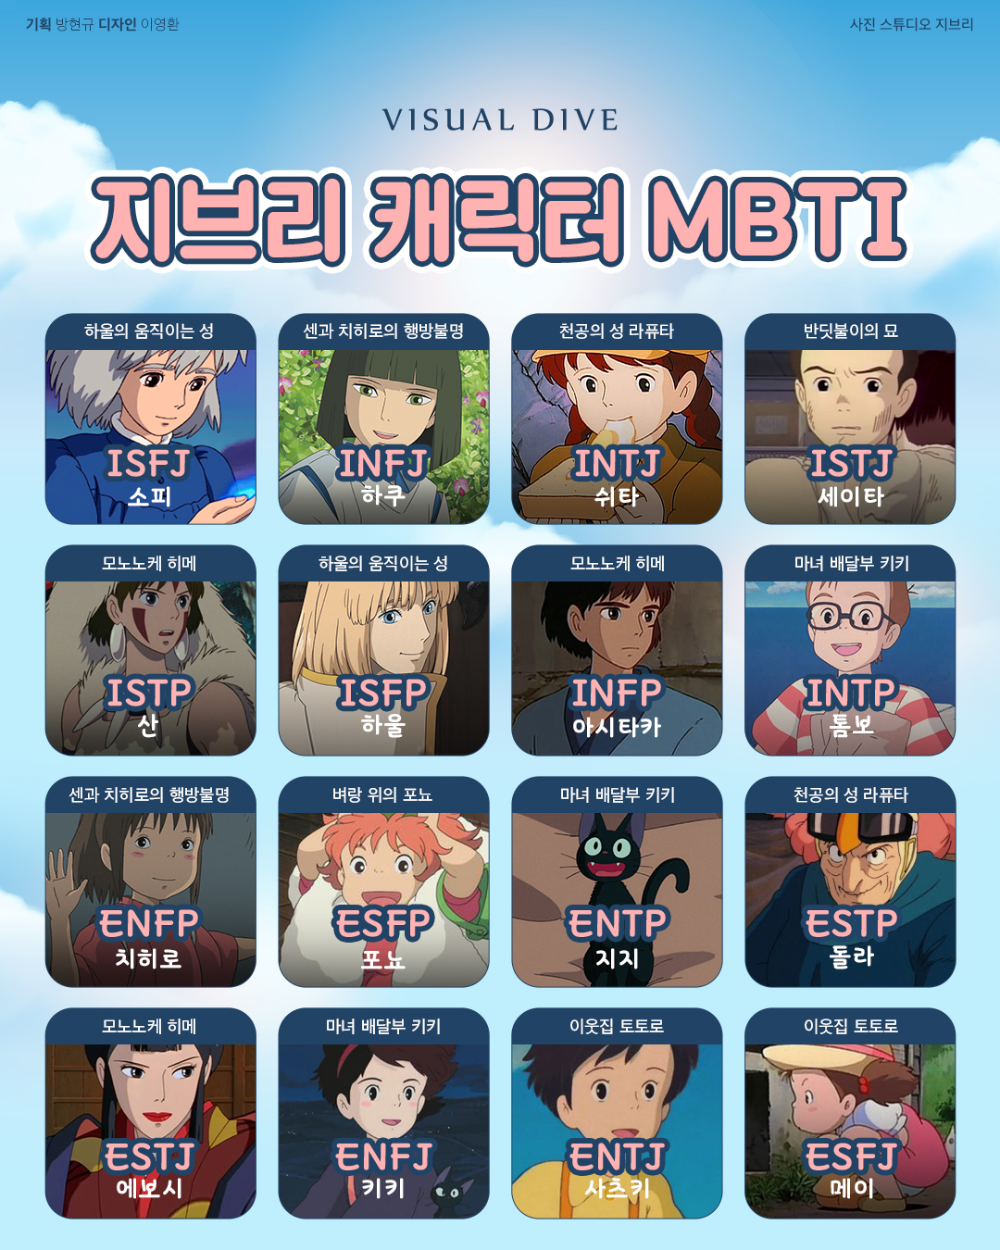 기획 방현규 디자인 이영환
사진 스튜디오 지브리
VISUAL DIVE
지브리 캐릭터 MBTI
하울의 움직이는 성
ISFJ
소피
센과 치히로의 행방불명
INFJ
하쿠
천공의 성 라퓨타
INTJ
쉬타
반딧불이의 묘
ISTJ
세이타
모노노케 히메
ISTP
산
하울의 움직이는 성
ISFP
하울
모노노케 히메
INFP
아시타카
마녀 배달부 키키
INTP
톰보
센과 치히로의 행방불명
ENFP
치히로
벼랑 위의 포뇨
ESFP
포뇨
마녀 배달부 키키
ENTP
지지
천공의 성 라퓨타
ESTP
돌라
모노노케 히메
ESTJ
에보시
마녀 배달부 키키
ENFJ
키키
이웃집 토토로
ENTJ
사츠키
이웃집 토토로
ESFJ
메이